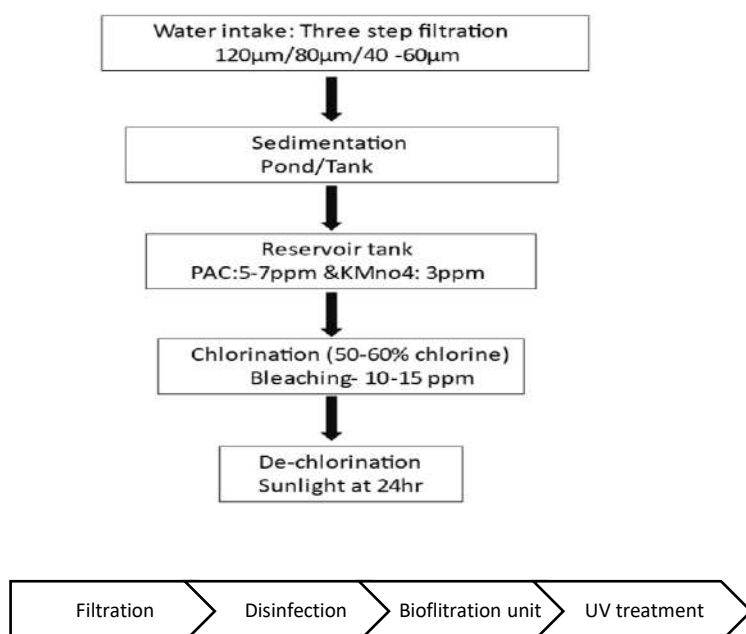 Water intake: Three step filtration
120µm/80µm/40 -60µm
Sedimentation
Pond/Tank
Reservoir tank
PAC:5-7ppm &KMno4: 3ppm
Chlorination (50-60% chlorine)
Bleaching- 10-15 ppm
De-chlorination
Sunlight at 24hr
Filtration Disinfection Bioflitration unit UV treatment